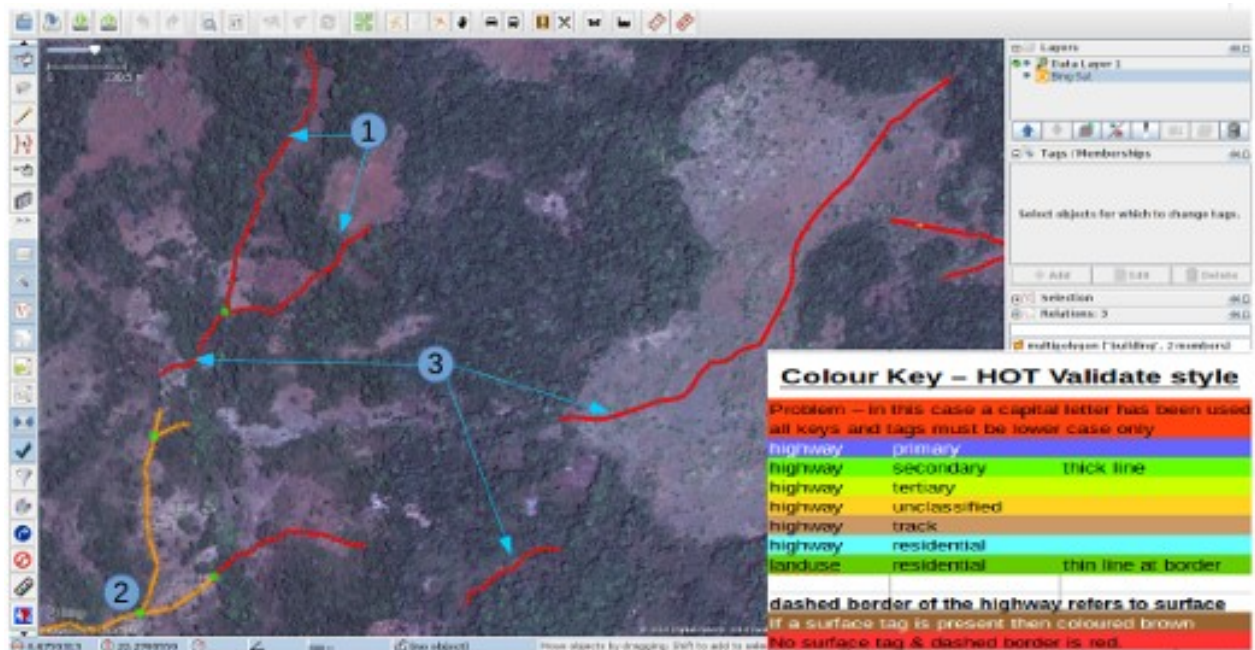 Layers
Data Layer 1
Bing Sat
1
Tags / Memberships
Select objects for which to change tags.
3
Add Edit Delete
Selection
Relations: 3
multipolygon ("building", 2 members)
Colour Key – HOT Validate style
Problem – in this case a capital letter has been used
all keys and tags must be lower case only
highway primary
highway secondary thick line
highway tertiary
highway unclassified
highway track
highway residential
landuse residential thin line at border
2
dashed border of the highway refers to surface
If a surface tag is present then coloured brown
No surface tag & dashed border is red.
(no object)